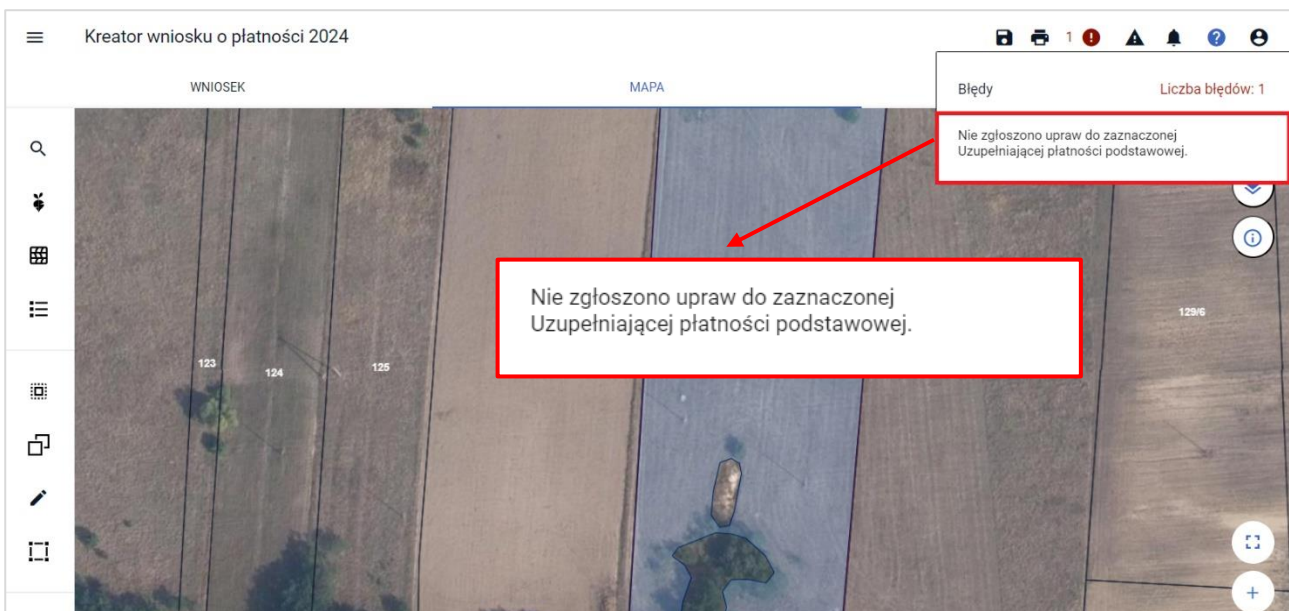 Kreator wniosku o płatności 2024
1
WNIOSEK
MAPA
Błędy
Liczba błędów: 1
Nie zgłoszono upraw do zaznaczonej
Uzupełniającej płatności podstawowej.
Nie zgłoszono upraw do zaznaczonej
Uzupełniającej płatności podstawowej.
123
124
125
129/6